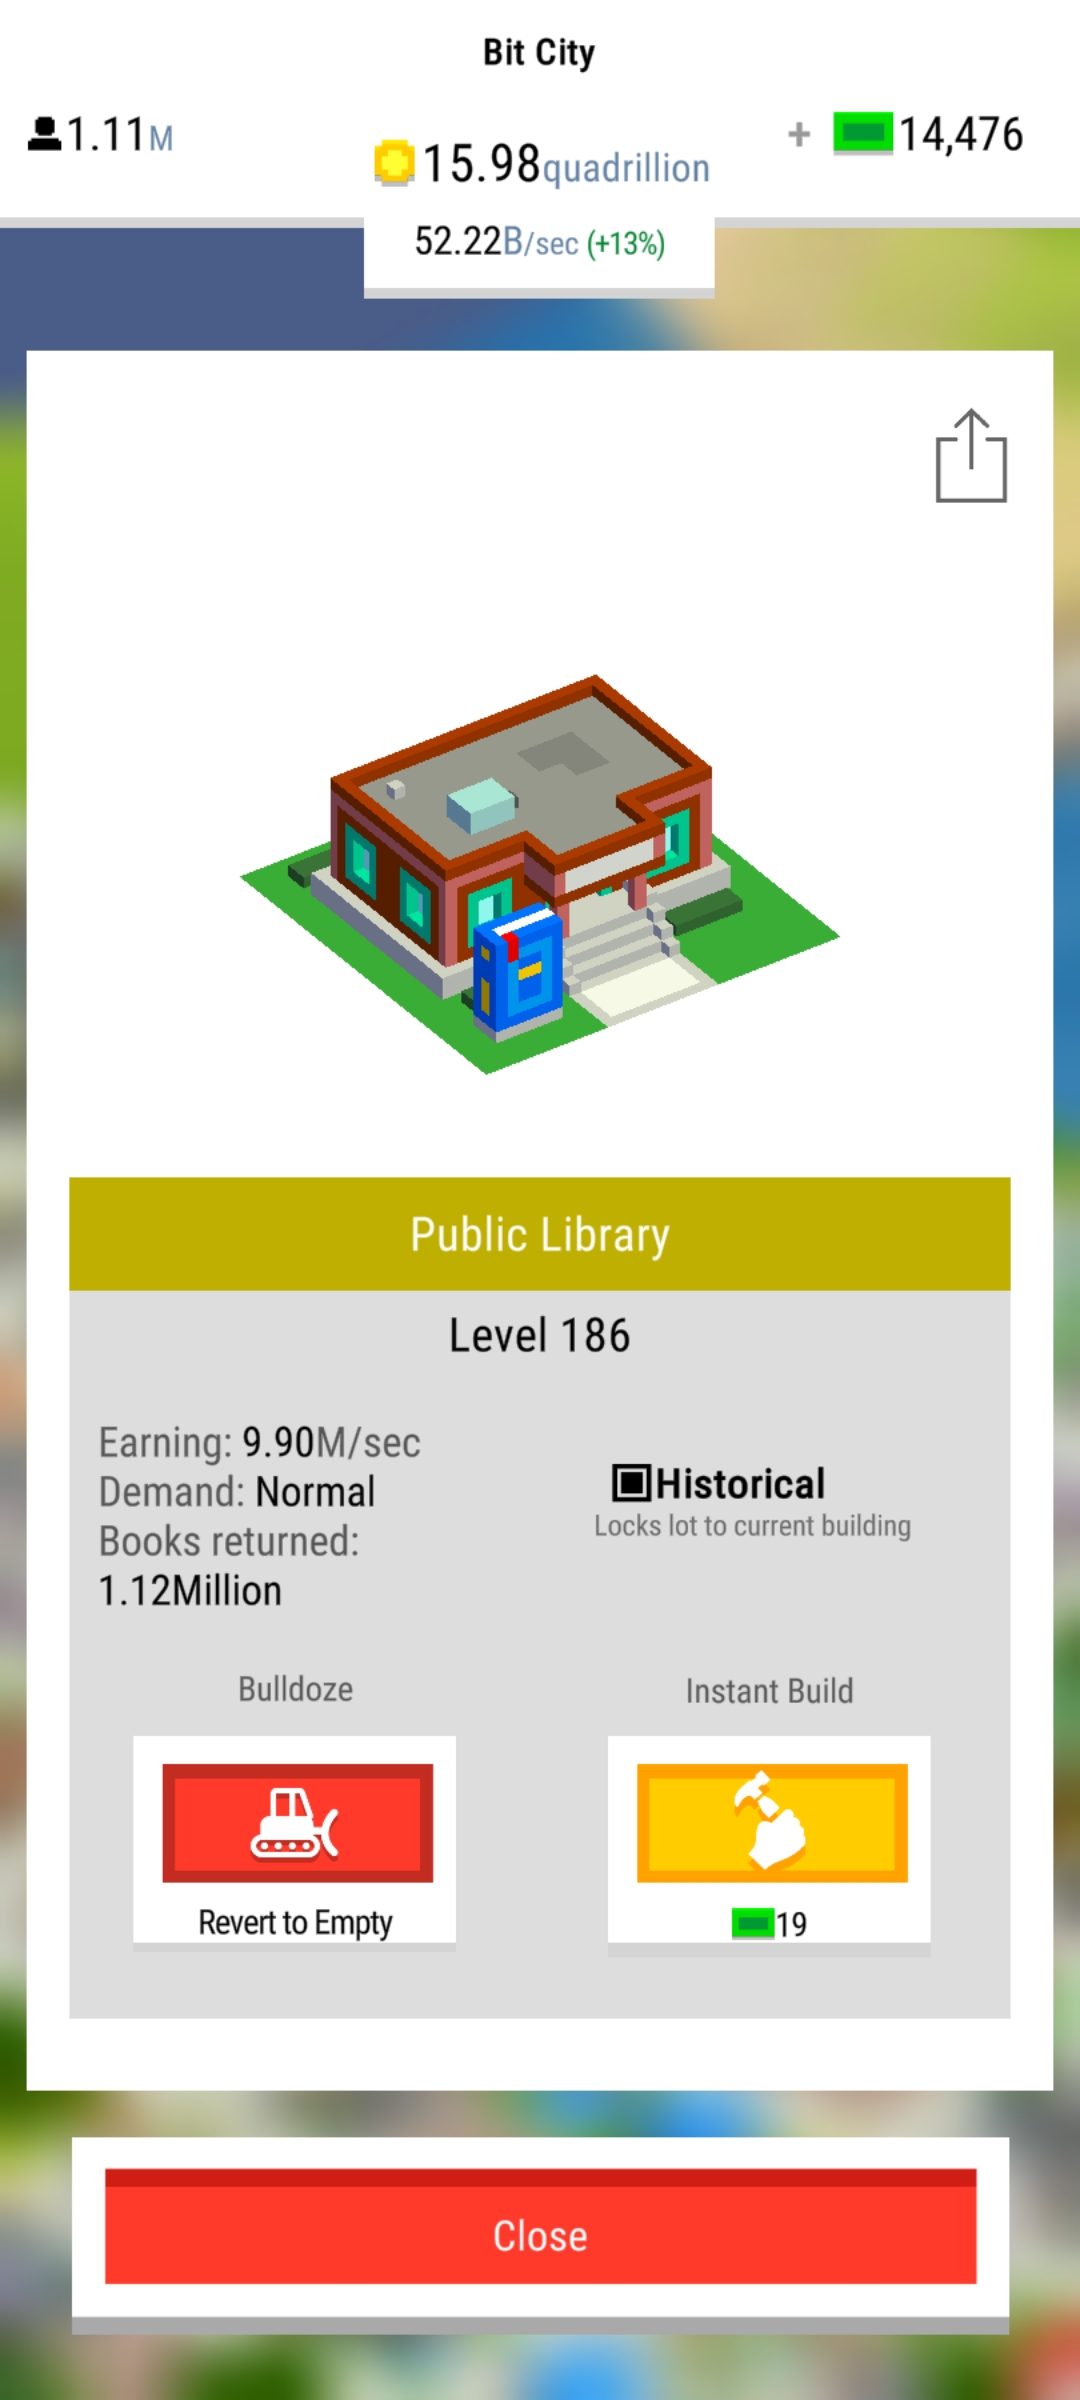 Bit City
1.11M
15.98quadrillion
+ 14,476
52.22B/sec (+13%)
Public Library
Level 186
Earning: 9.90M/sec
Demand: Normal
Books returned:
1.12Million
Historical
Locks lot to current building
Bulldoze
Instant Build
Revert to Empty
19
Close